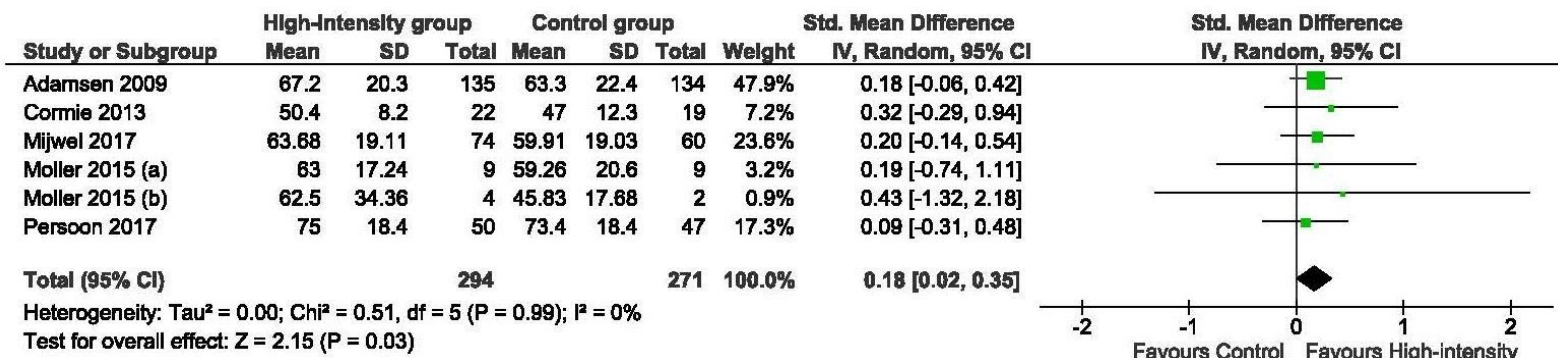 High-Intensity group Control group Std. Mean Difference Std. Mean Difference
Study or Subgroup Mean SD Total Mean SD Total Weight IV, Random, 95% CI IV, Random, 95% CI
Adamsen 2009 67.2 20.3 135 63.3 22.4 134 47.9% 0.18 [-0.06, 0.42]
Cormie 2013 50.4 8.2 22 47 12.3 19 7.2% 0.32 [-0.29, 0.94]
Mijwel 2017 63.68 19.11 74 59.91 19.03 60 23.6% 0.20 [-0.14, 0.54]
Moller 2015 (a) 63 17.24 9 59.26 20.6 9 3.2% 0.19 [-0.74, 1.11]
Moller 2015 (b) 62.5 34.36 4 45.83 17.68 2 0.9% 0.43 [-1.32, 2.18]
Persoon 2017 75 18.4 50 73.4 18.4 47 17.3% 0.09 [-0.31, 0.48]
Total (95% CI) 294 271 100.0% 0.18 [0.02, 0.35]
Heterogeneity: Tau² = 0.00; Chi² = 0.51, df = 5 (P = 0.99); I² = 0%
Test for overall effect: Z = 2.15 (P = 0.03)
-2 -1 0 1 2
Favours Control Favours High-intensity